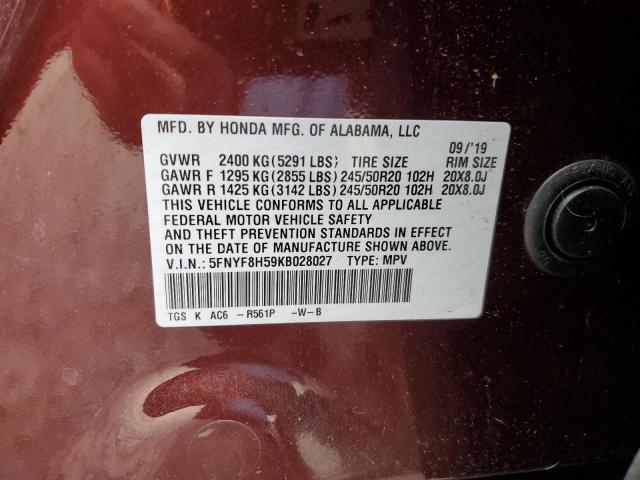 MFD. BY HONDA MFG. OF ALABAMA, LLC
09/'19
GVWR 2400 KG(5291 LBS) TIRE SIZE RIM SIZE
GAWR F 1295 KG(2855 LBS) 245/50R20 102H 20X8.0J
GAWR R 1425 KG(3142 LBS) 245/50R20 102H 20X8.0J
THIS VEHICLE CONFORMS TO ALL APPLICABLE
FEDERAL MOTOR VEHICLE SAFETY
AND THEFT PREVENTION STANDARDS IN EFFECT
ON THE DATE OF MANUFACTURE SHOWN ABOVE.
V.I.N.: 5FNYF8H59KB028027 TYPE: MPV
TGS K AC6 -R561P -W-B